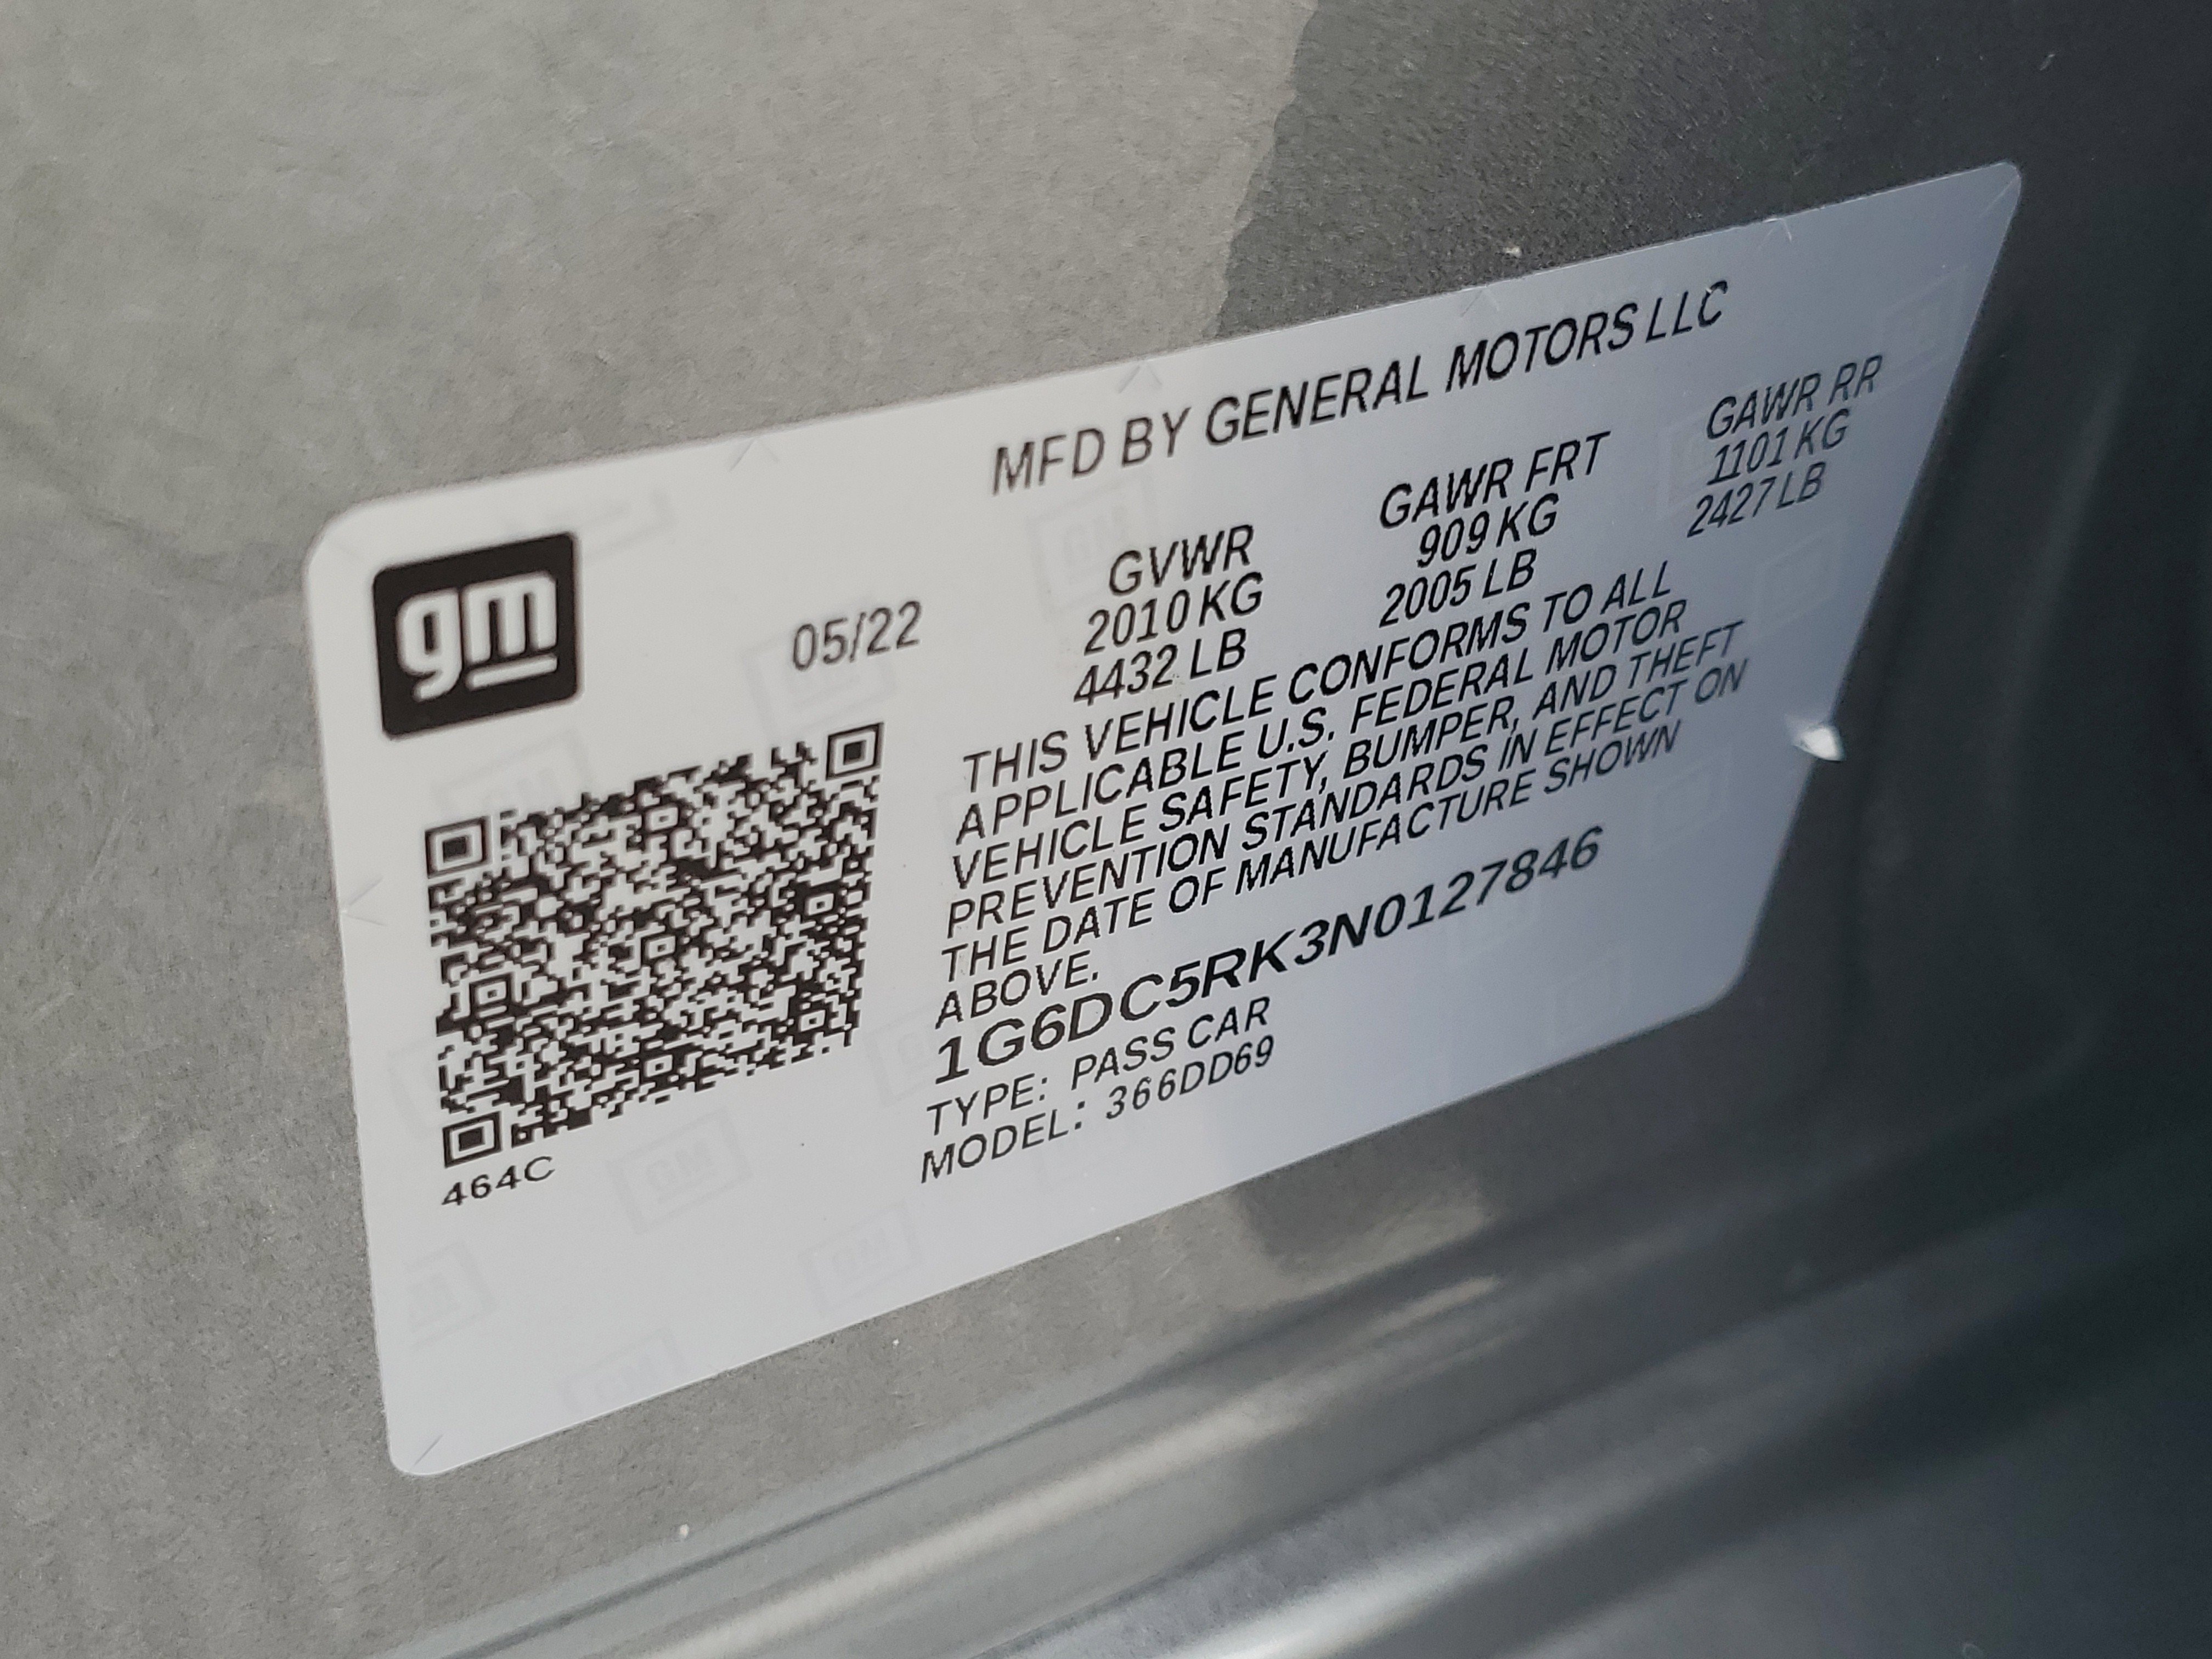 MFD BY GENERAL MOTORS LLC
gm
05/22
GVWR GAWR FRT GAWR RR
2010 KG 909 KG 1101 KG
4432 LB 2005 LB 2427 LB
THIS VEHICLE CONFORMS TO ALL
APPLICABLE U.S. FEDERAL MOTOR
VEHICLE SAFETY, BUMPER, AND THEFT
PREVENTION STANDARDS IN EFFECT ON
THE DATE OF MANUFACTURE SHOWN
ABOVE.
1G6DC5RK3N0127846
TYPE: PASS CAR
MODEL: 366DD69
464C